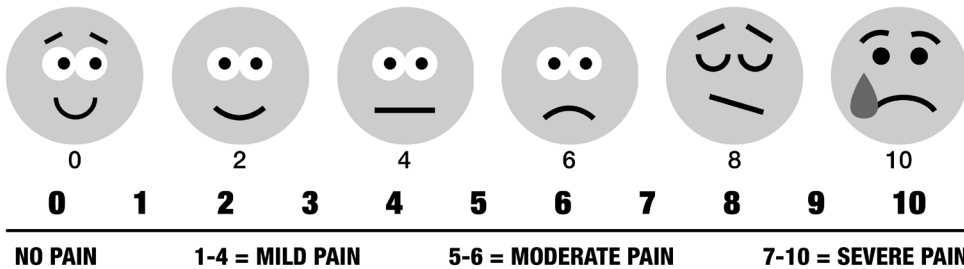 0 2 4 6 8 10
0 1 2 3 4 5 6 7 8 9 10
NO PAIN 1-4 = MILD PAIN 5-6 = MODERATE PAIN 7-10 = SEVERE PAIN